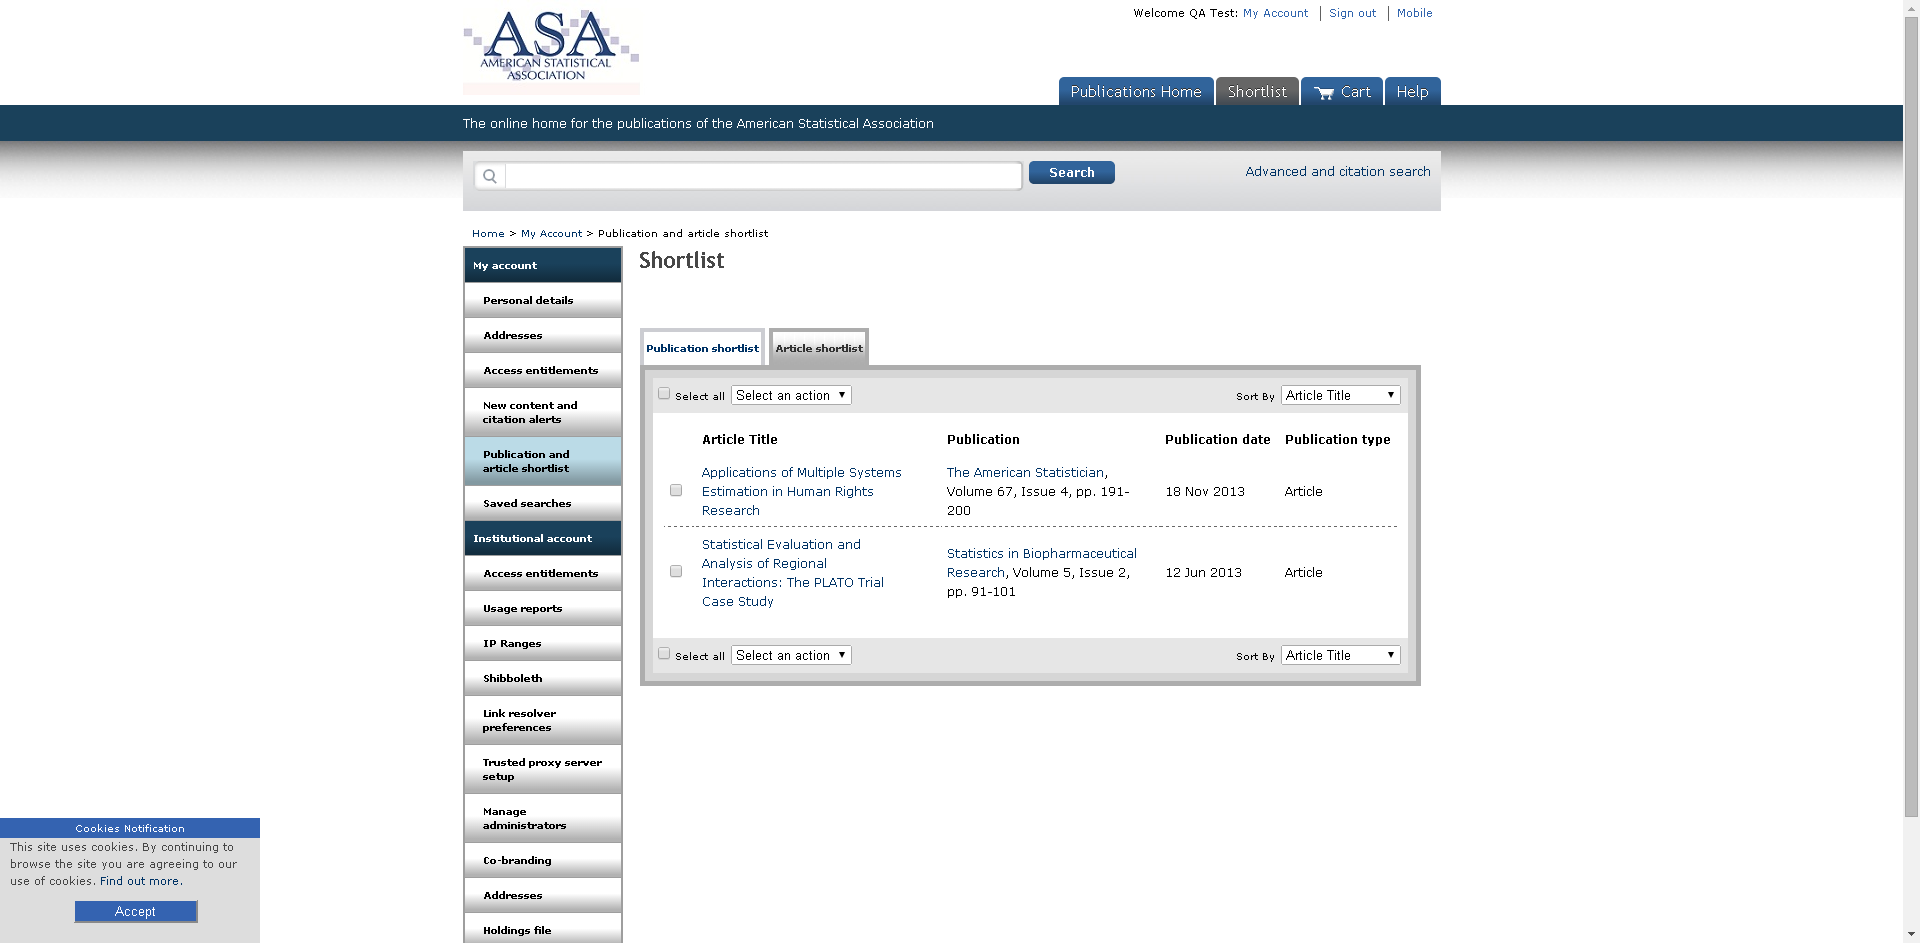 ASA
AMERICAN STATISTICAL
ASSOCIATION
Welcome QA Test: My Account | Sign out | Mobile
Publications Home
Shortlist
Cart
Help
The online home for the publications of the American Statistical Association
Search
Advanced and citation search
Home > My Account > Publication and article shortlist
My account
Personal details
Addresses
Access entitlements
New content and
citation alerts
Publication and
article shortlist
Saved searches
Institutional account
Access entitlements
Usage reports
IP Ranges
Shibboleth
Link resolver
preferences
Trusted proxy server
setup
Manage
administrators
Co-branding
Addresses
Holdings file
Shortlist
Publication shortlist
Article shortlist
Select all
Select an action
Sort By
Article Title
Article Title
Publication
Publication date
Publication type
Applications of Multiple Systems
Estimation in Human Rights
Research
The American Statistician,
Volume 67, Issue 4, pp. 191-
200
18 Nov 2013
Article
Statistical Evaluation and
Analysis of Regional
Interactions: The PLATO Trial
Case Study
Statistics in Biopharmaceutical
Research, Volume 5, Issue 2,
pp. 91-101
12 Jun 2013
Article
Select all
Select an action
Sort By
Article Title
Cookies Notification
This site uses cookies. By continuing to
browse the site you are agreeing to our
use of cookies. Find out more.
Accept